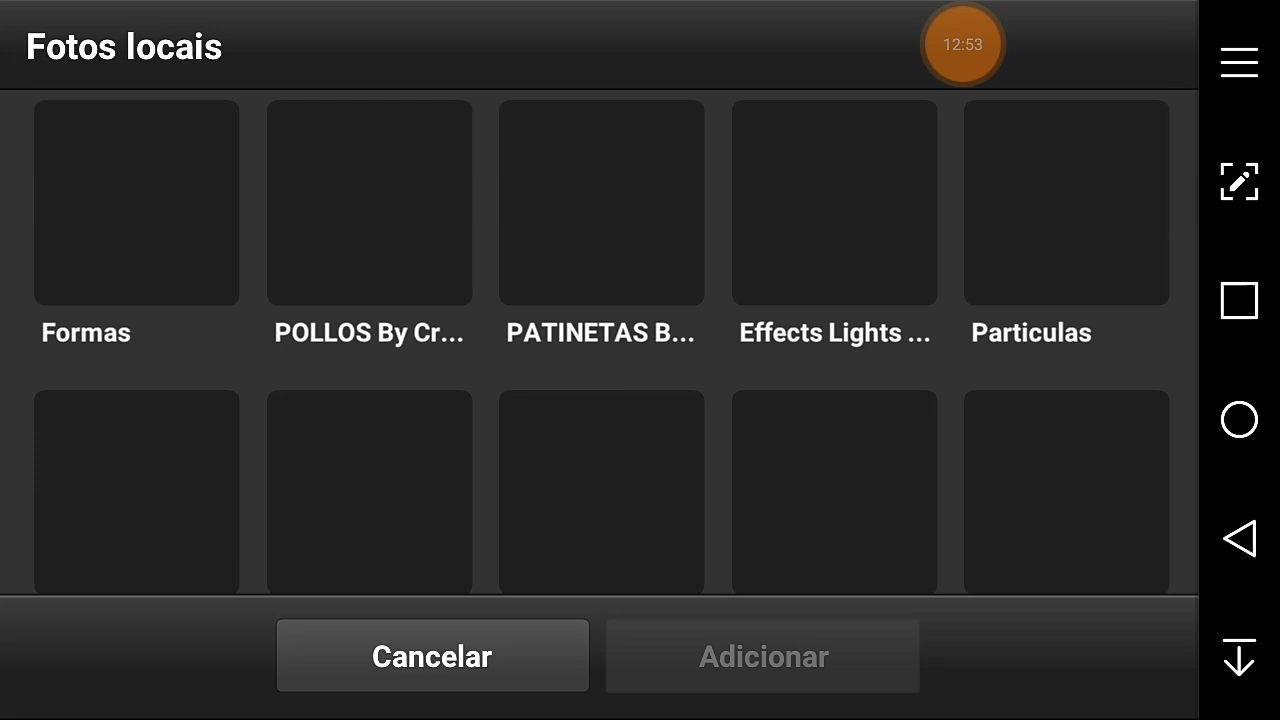 Fotos locais
12:53
Formas
POLLOS By Cr...
PATINETAS B...
Effects Lights ...
Particulas
Cancelar
Adicionar